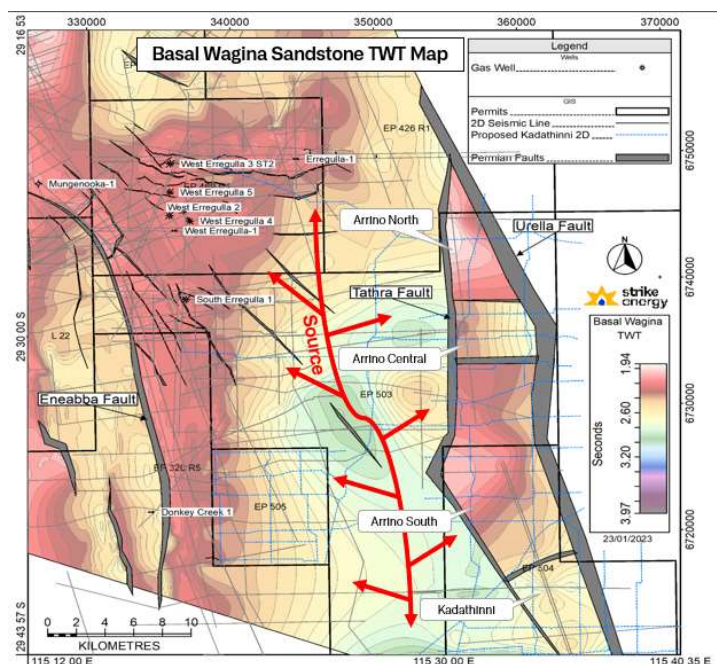 330000 340000 350000 360000 370000
29 16 53
Basal Wagina Sandstone TWT Map
Legend
Wells
Gas Well
GIS
Permits
2D Seismic Line
Proposed Kadathinni 2D
Permian Faults
EP 426 R1
West Erregulla 3 ST2
Erregulla-1
6750000
Mungenooka-1
West Erregulla 5
West Erregulla 2
West Erregulla 4
West Erregulla-1
Arrino North
Urella Fault
N
strike
energy
6740000
Tathra Fault
South Erregulla 1
Source
29 30 00 S
L 22
Arrino Central
Basal Wagina
TWT
1.94
2.60
3.20
3.97
Seconds
EP 503
Eneabba Fault
6730000
EP 32L R5
EP 505
Donkey Creek 1
Arrino South
23/01/2023
6720000
EP 504
Kadathinni
0 2 4 6 8 10
KILOMETRES
29 43 57 S
115 12 00 E 115 30 00 E 115 40 35 E